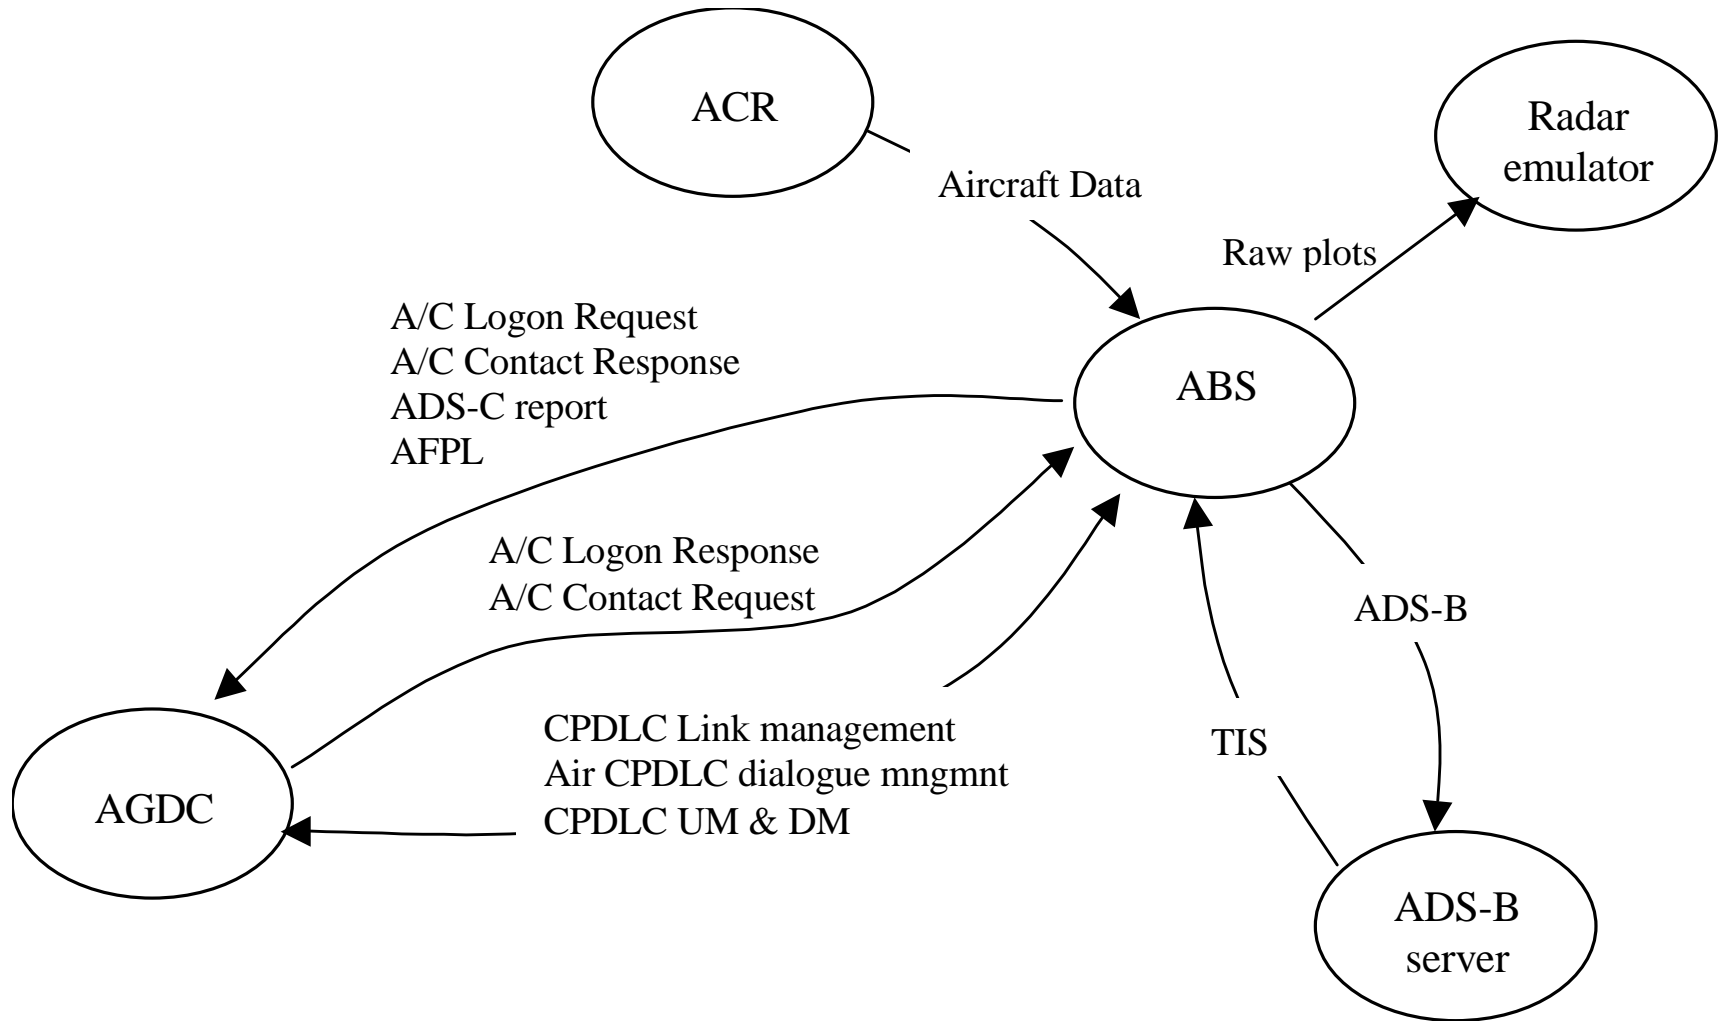 ACR
Radar
emulator
Aircraft Data
Raw plots
A/C Logon Request
A/C Contact Response
ADS-C report
AFPL
ABS
A/C Logon Response
A/C Contact Request
ADS-B
CPDLC Link management
Air CPDLC dialogue mngmnt
CPDLC UM & DM
TIS
AGDC
ADS-B
server